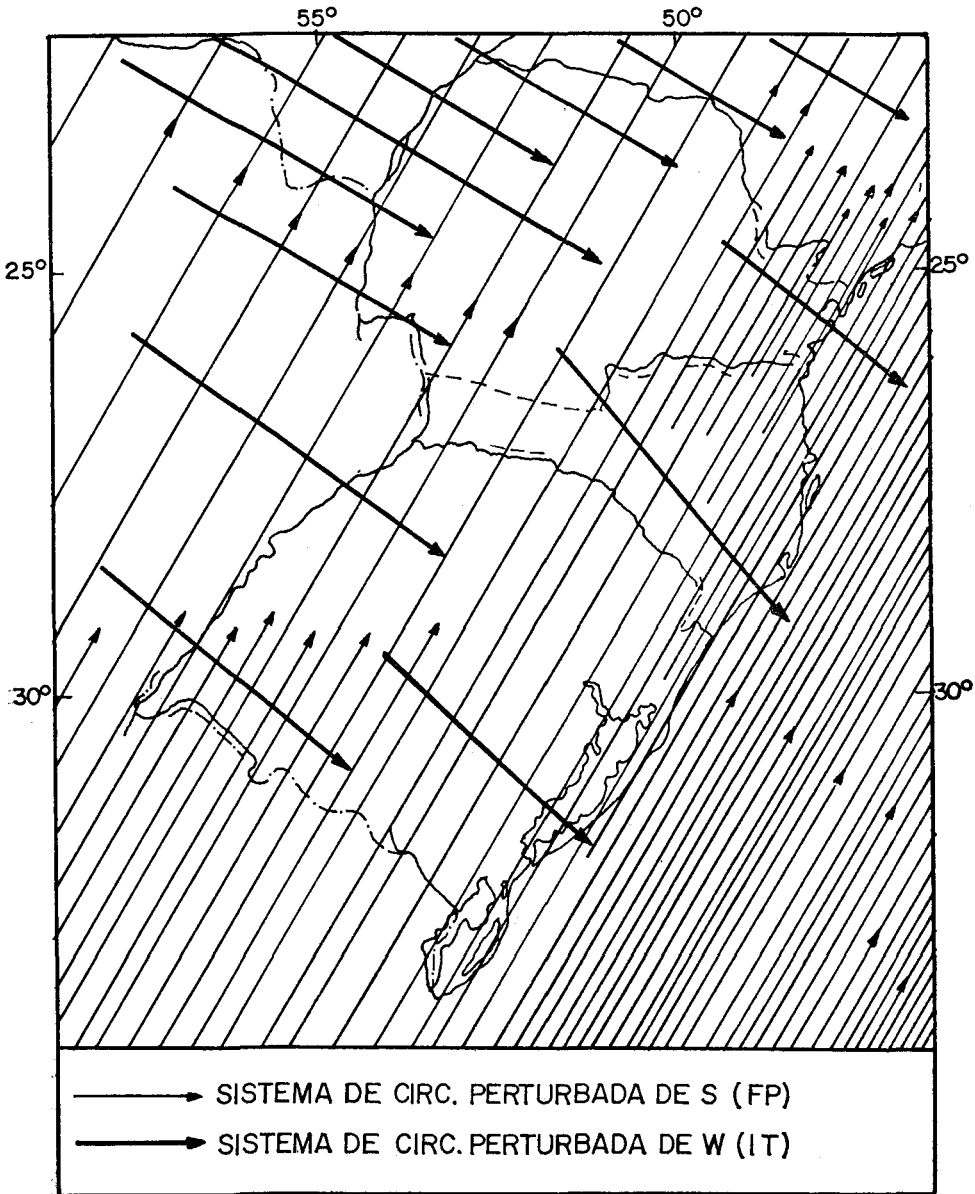 55° 50°
25° 25°
30° 30°
SISTEMA DE CIRC. PERTURBADA DE S (FP)
SISTEMA DE CIRC. PERTURBADA DE W (IT)